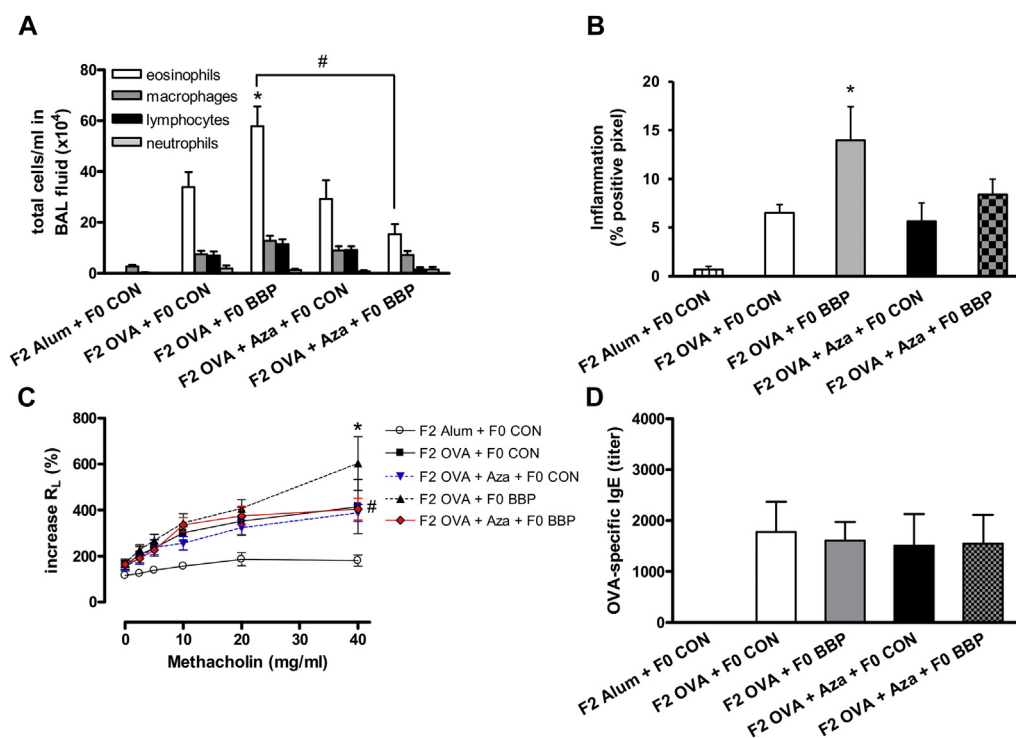 A
total cells/ml in
BAL fluid (x10⁴)
80
60
40
20
0
eosinophils
macrophages
lymphocytes
neutrophils
#
*
F2 Alum + F0 CON
F2 OVA + F0 CON
F2 OVA + F0 BBP
F2 OVA + Aza + F0 CON
F2 OVA + Aza + F0 BBP
B
Inflammation
(% positive pixel)
20
15
10
5
0
*
F2 Alum + F0 CON
F2 OVA + F0 CON
F2 OVA + F0 BBP
F2 OVA + Aza + F0 CON
F2 OVA + Aza + F0 BBP
C
increase R_L (%)
800
600
400
200
0
*
#
0
10
20
30
40
Methacholin (mg/ml)
F2 Alum + F0 CON
F2 OVA + F0 CON
F2 OVA + Aza + F0 CON
F2 OVA + F0 BBP
F2 OVA + Aza + F0 BBP
D
OVA-specific IgE (titer)
4000
3000
2000
1000
0
F2 Alum + F0 CON
F2 OVA + F0 CON
F2 OVA + F0 BBP
F2 OVA + Aza + F0 CON
F2 OVA + Aza + F0 BBP